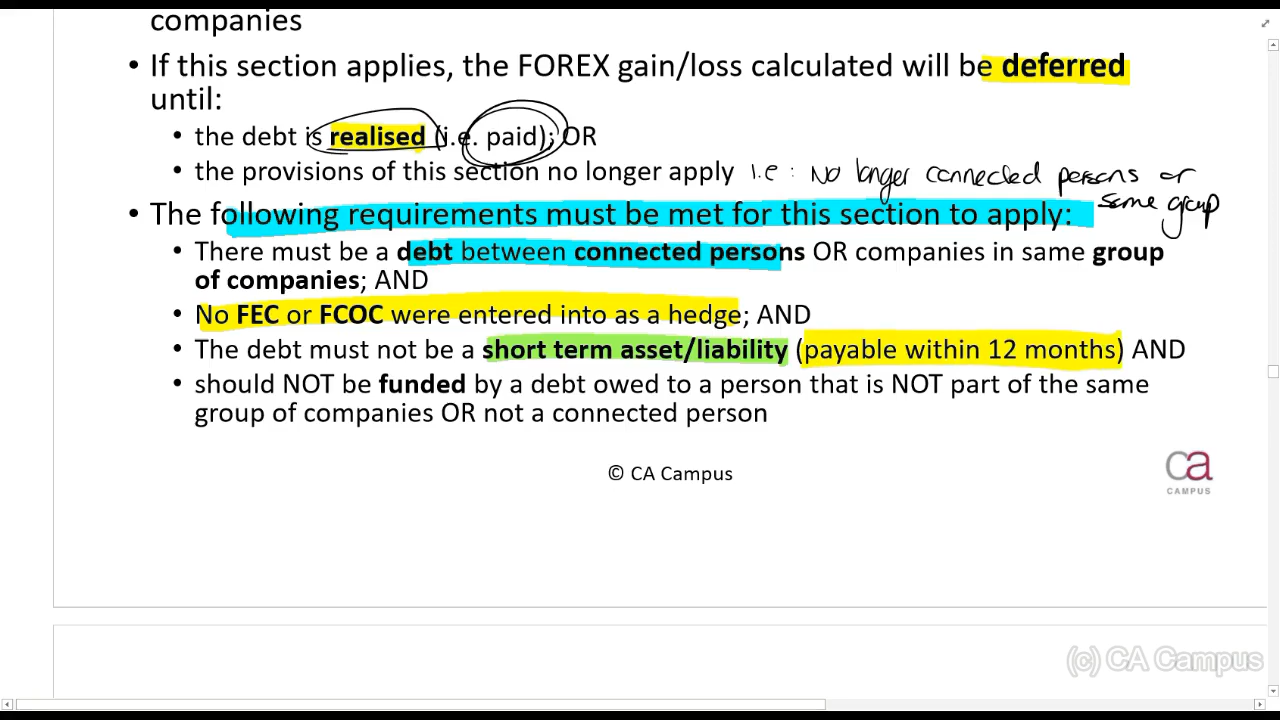 companies
• If this section applies, the FOREX gain/loss calculated will be deferred
until:
• the debt is realised (i.e. paid); OR
• the provisions of this section no longer apply i.e : No longer connected persons or
same group
• The following requirements must be met for this section to apply:
• There must be a debt between connected persons OR companies in same group
of companies; AND
• No FEC or FCOC were entered into as a hedge; AND
• The debt must not be a short term asset/liability (payable within 12 months) AND
• should NOT be funded by a debt owed to a person that is NOT part of the same
group of companies OR not a connected person
© CA Campus
ca
CAMPUS
(c) CA Campus